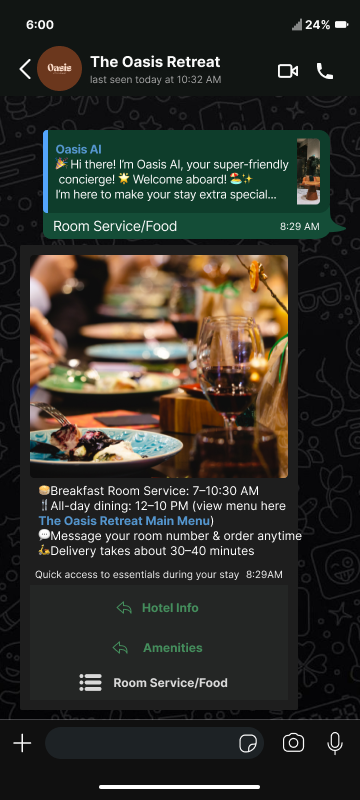 6:00
24%
Oasis
The Oasis Retreat
last seen today at 10:32 AM
Oasis AI
🎉 Hi there! I'm Oasis AI, your super-friendly
concierge! 🌟 Welcome aboard! 🏖️✨
I'm here to make your stay extra special...
Room Service/Food
8:29 AM
🥞Breakfast Room Service: 7–10:30 AM
🍴All-day dining: 12–10 PM (view menu here
The Oasis Retreat Main Menu)
💬Message your room number & order anytime
🛵Delivery takes about 30–40 minutes
Quick access to essentials during your stay 8:29AM
Hotel Info
Amenities
Room Service/Food